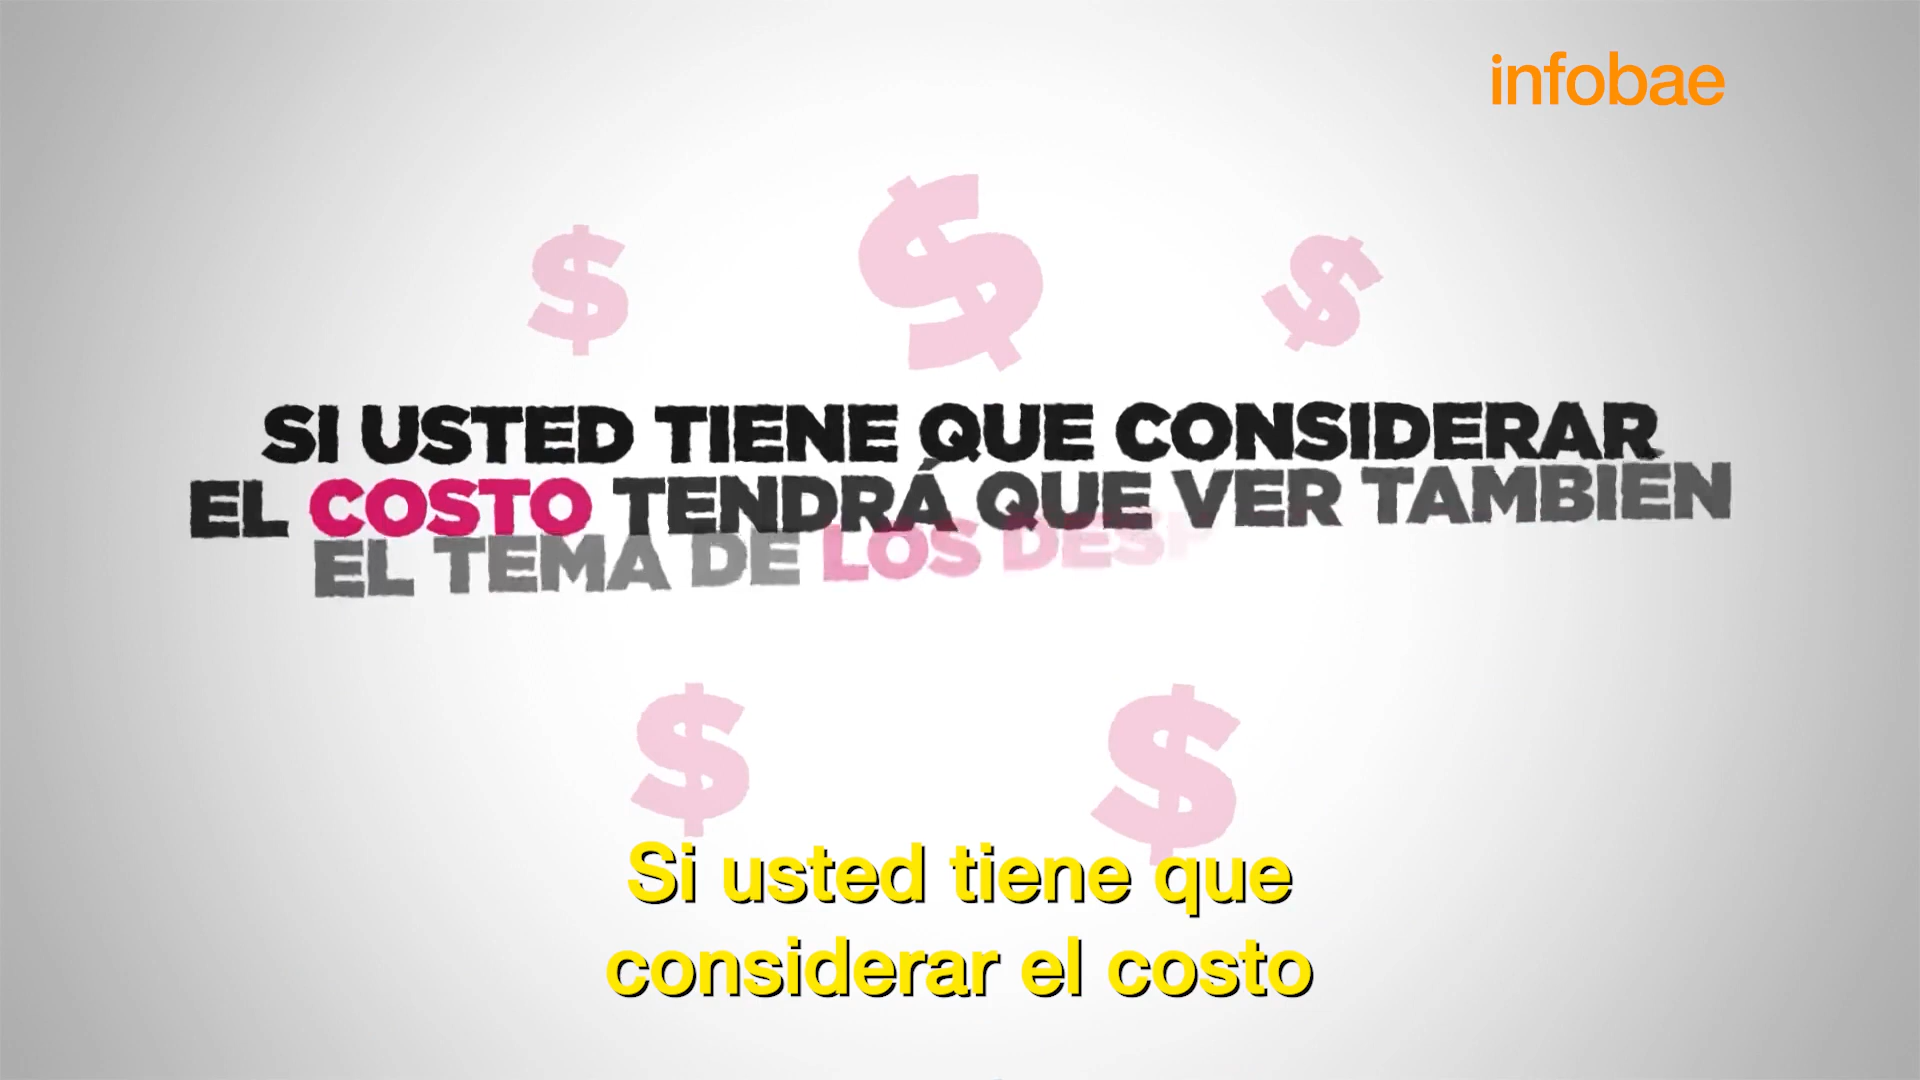 infobae
SI USTED TIENE QUE CONSIDERAR
EL COSTO TENDRÁ QUE VER TAMBIÉN
EL TEMA DE LOS
Si usted tiene que
considerar el costo